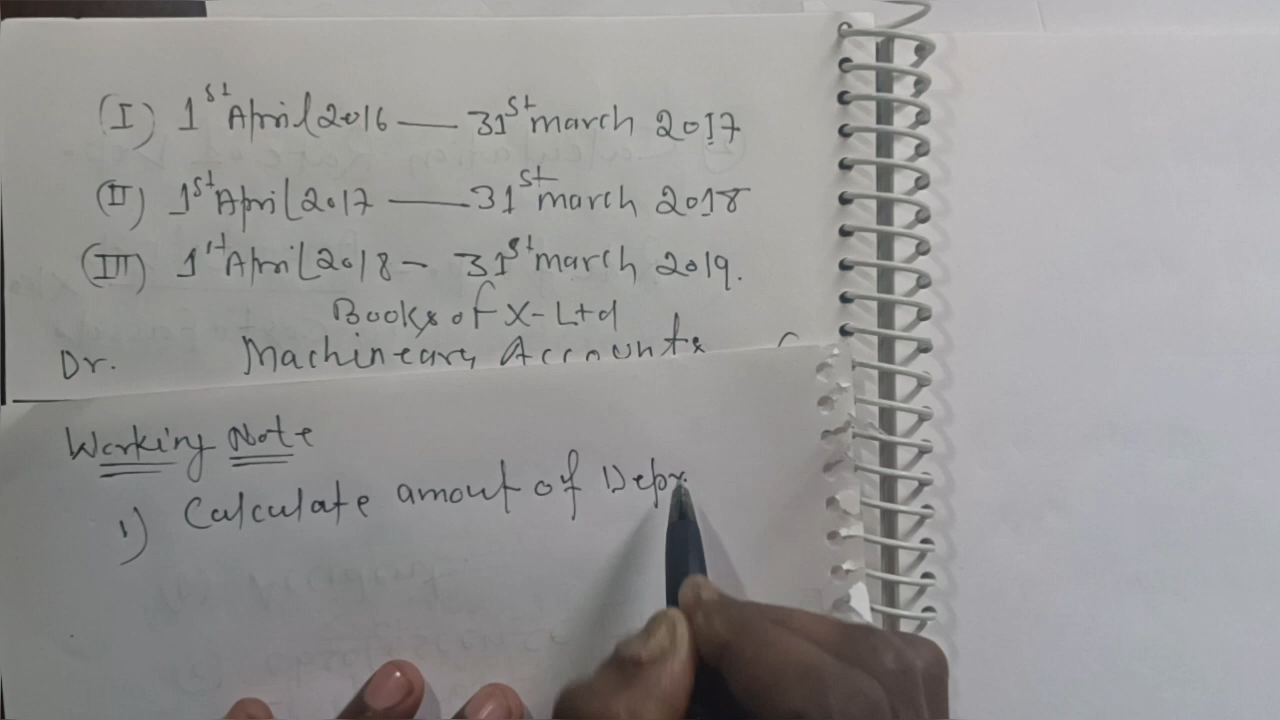 (I) 1st April 2016 — 31st march 2017
(II) 1st April 2017 — 31st march 2018
(III) 1st April 2018 - 31st march 2019.
Books of X-Ltd
Dr. Machineary Accounts
Working Note
1) Calculate amout of Depr